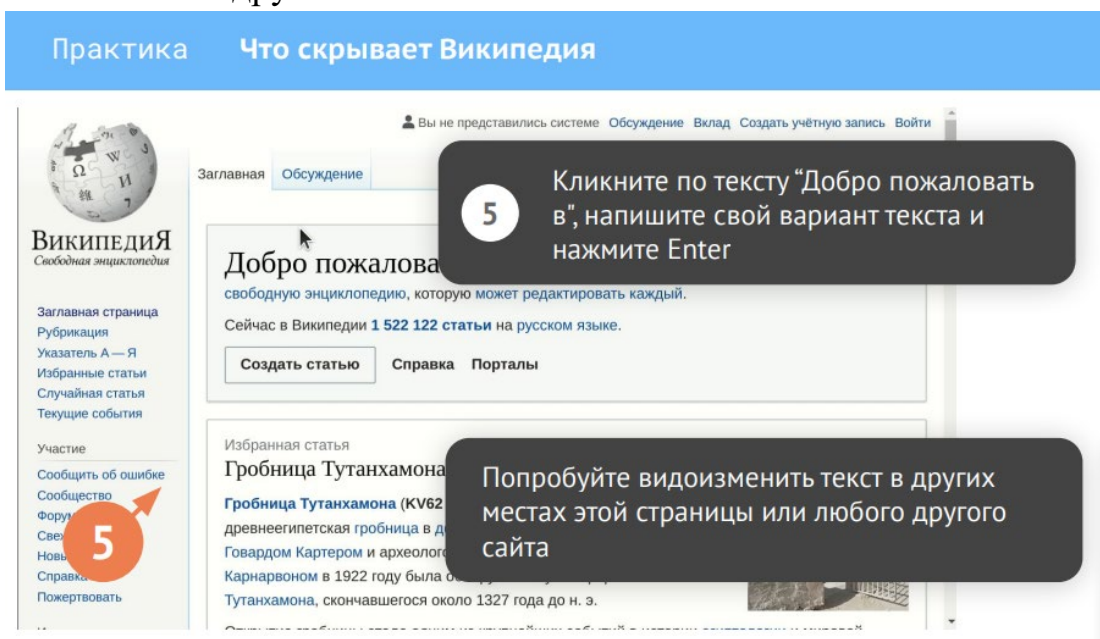 Практика Что скрывает Википедия
Вы не представились системе Обсуждение Вклад Создать учётную запись Войти
Заглавная Обсуждение
5
Кликните по тексту “Добро пожаловать
в", напишите свой вариант текста и
нажмите Enter
ВикипедиЯ
Свободная энциклопедия
Добро пожалова
свободную энциклопедию, которую может редактировать каждый.
Сейчас в Википедии 1 522 122 статьи на русском языке.
Создать статью Справка Порталы
Заглавная страница
Рубрикация
Указатель А — Я
Избранные статьи
Случайная статья
Текущие события
Участие
Сообщить об ошибке
Сообщество
Форум
Справка
Пожертвовать
5
Избранная статья
Гробница Тутанхамона
Гробница Тутанхамона (KV62
древнеегипетская гробница в
Говардом Картером и
Карнарвоном в 1922 году была
Тутанхамона, скончавшегося около 1327 года до н. э.
Попробуйте видоизменить текст в других
местах этой страницы или любого другого
сайта